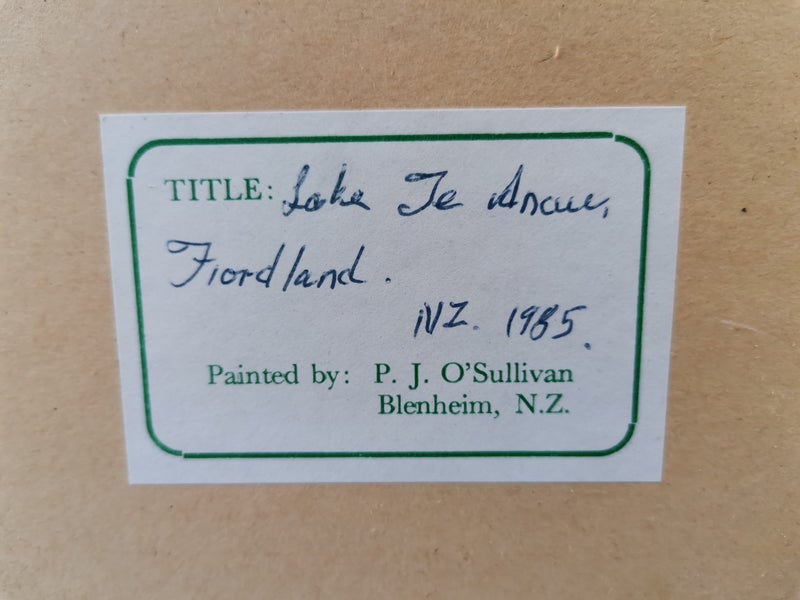 TITLE: Lake Te Anau,
Fiordland.
NZ. 1985.
Painted by: P. J. O'Sullivan
Blenheim, N.Z.